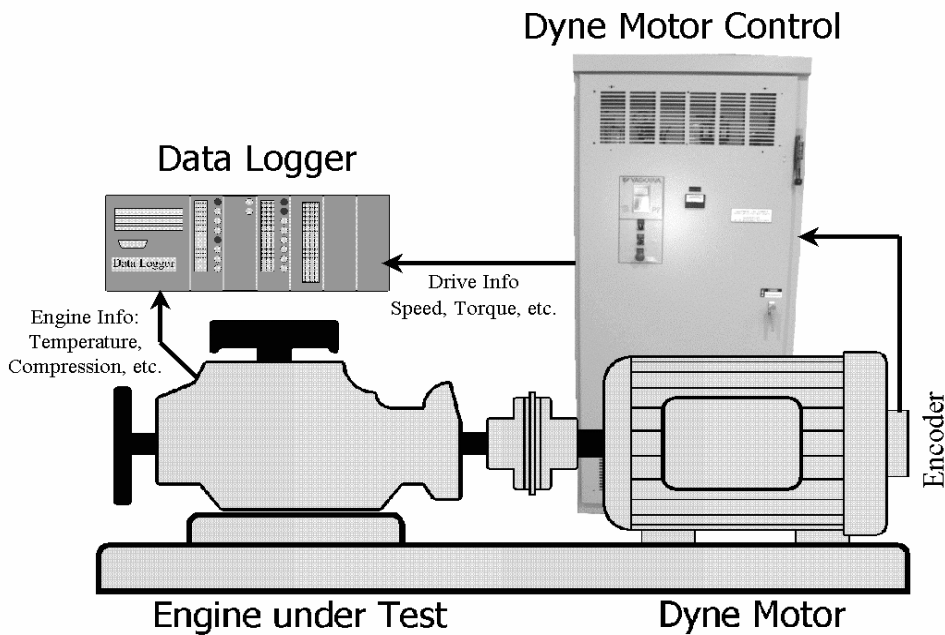 Dyne Motor Control
Data Logger
Data Logger
Drive Info
Speed, Torque, etc.
Engine Info:
Temperature,
Compression, etc.
Encoder
Engine under Test
Dyne Motor